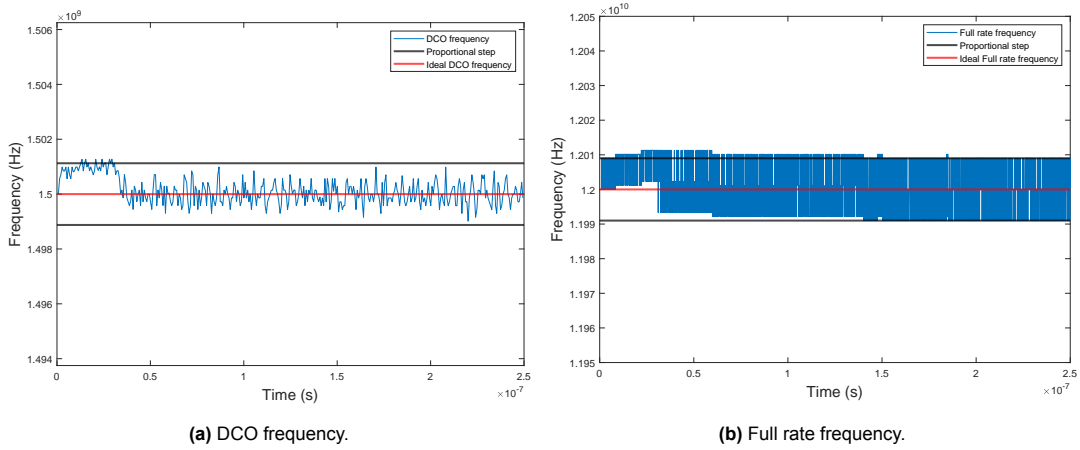 ×10⁹
1.506
1.504
1.502
1.5
1.498
1.496
1.494
Frequency (Hz)
DCO frequency
Proportional step
Ideal DCO frequency
0 0.5 1 1.5 2 2.5
Time (s)
×10⁻⁷
(a) DCO frequency.
×10¹⁰
1.205
1.204
1.203
1.202
1.201
1.2
1.199
1.198
1.197
1.196
1.195
Frequency (Hz)
Full rate frequency
Proportional step
Ideal Full rate frequency
0 0.5 1 1.5 2 2.5
Time (s)
×10⁻⁷
(b) Full rate frequency.